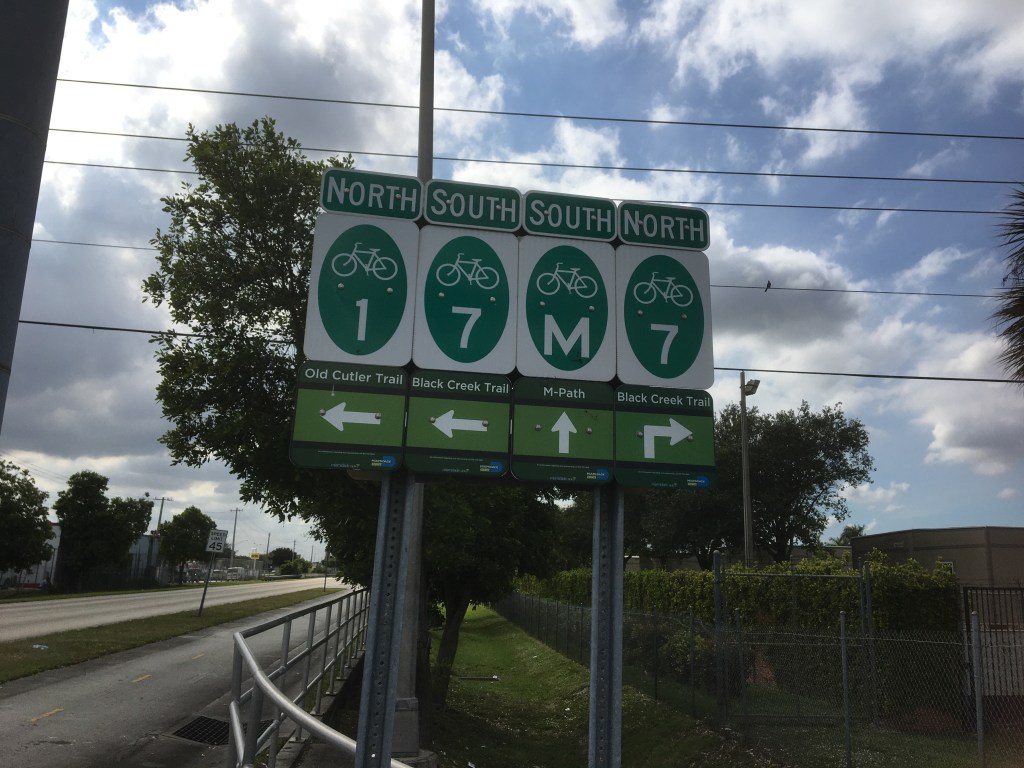 NORTH SOUTH SOUTH NORTH
1 7 M 7
Old Cutler Trail Black Creek Trail M-Path Black Creek Trail
SPEED
LIMIT
45